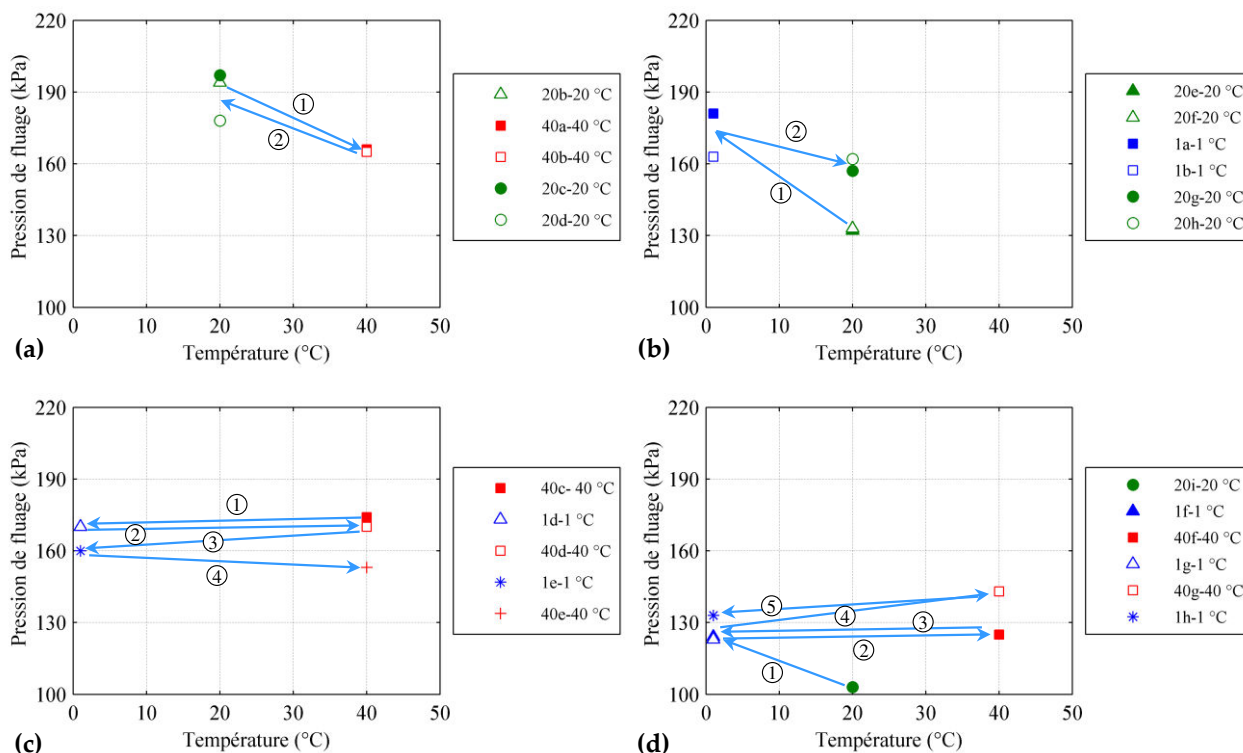 220
190
160
130
100
0
10
20
30
40
50
Pression de fluage (kPa)
Température (°C)
①
②
20b-20 °C
40a-40 °C
40b-40 °C
20c-20 °C
20d-20 °C
(a)
220
190
160
130
100
0
10
20
30
40
50
Pression de fluage (kPa)
Température (°C)
②
①
20e-20 °C
20f-20 °C
1a-1 °C
1b-1 °C
20g-20 °C
20h-20 °C
(b)
220
190
160
130
100
0
10
20
30
40
50
Pression de fluage (kPa)
Température (°C)
①
②
③
④
40c- 40 °C
1d-1 °C
40d-40 °C
1e-1 °C
40e-40 °C
(c)
220
190
160
130
100
0
10
20
30
40
50
Pression de fluage (kPa)
Température (°C)
⑤
④
③
②
①
20i-20 °C
1f-1 °C
40f-40 °C
1g-1 °C
40g-40 °C
1h-1 °C
(d)